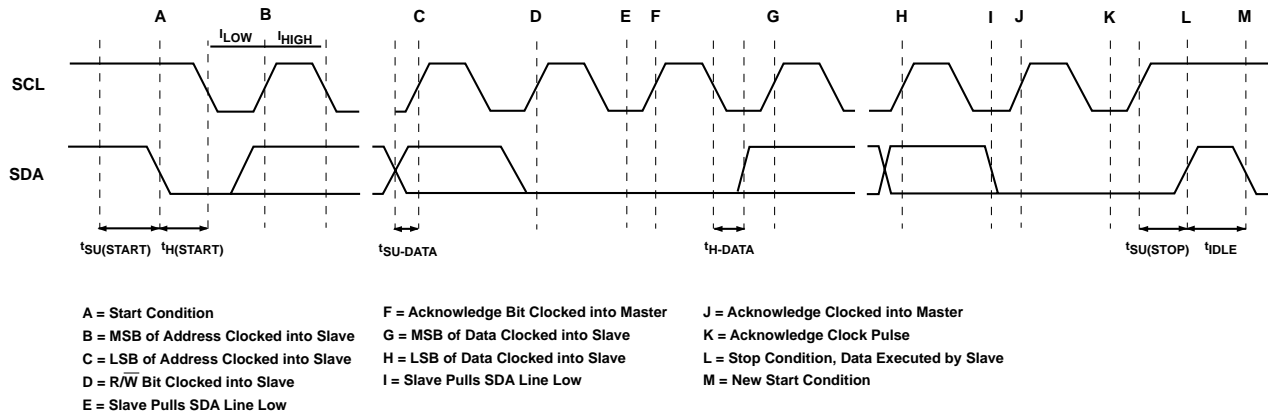 A B C D E F G H I J K L M
ILOW IHIGH
SCL
SDA
tSU(START) tH(START) tSU-DATA tH-DATA tSU(STOP) tIDLE
A = Start Condition
B = MSB of Address Clocked into Slave
C = LSB of Address Clocked into Slave
D = R/W̅ Bit Clocked into Slave
E = Slave Pulls SDA Line Low
F = Acknowledge Bit Clocked into Master
G = MSB of Data Clocked into Slave
H = LSB of Data Clocked into Slave
I = Slave Pulls SDA Line Low
J = Acknowledge Clocked into Master
K = Acknowledge Clock Pulse
L = Stop Condition, Data Executed by Slave
M = New Start Condition